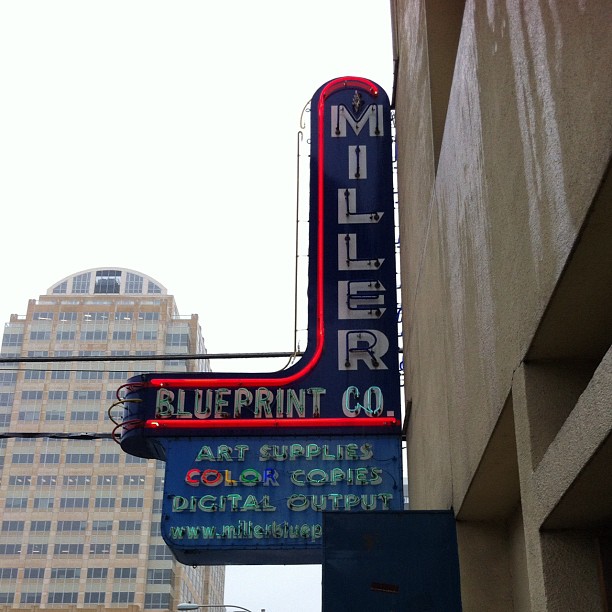 MILLER
BLUEPRINT CO.
ART SUPPLIES
COLOR COPIES
DIGITAL OUTPUT